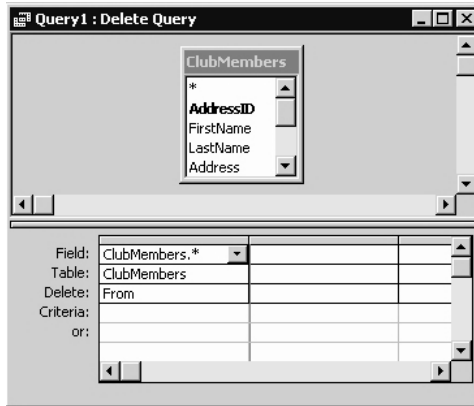 Query1 : Delete Query
ClubMembers
*
AddressID
FirstName
LastName
Address
Field: ClubMembers.*
Table: ClubMembers
Delete: From
Criteria:
or: